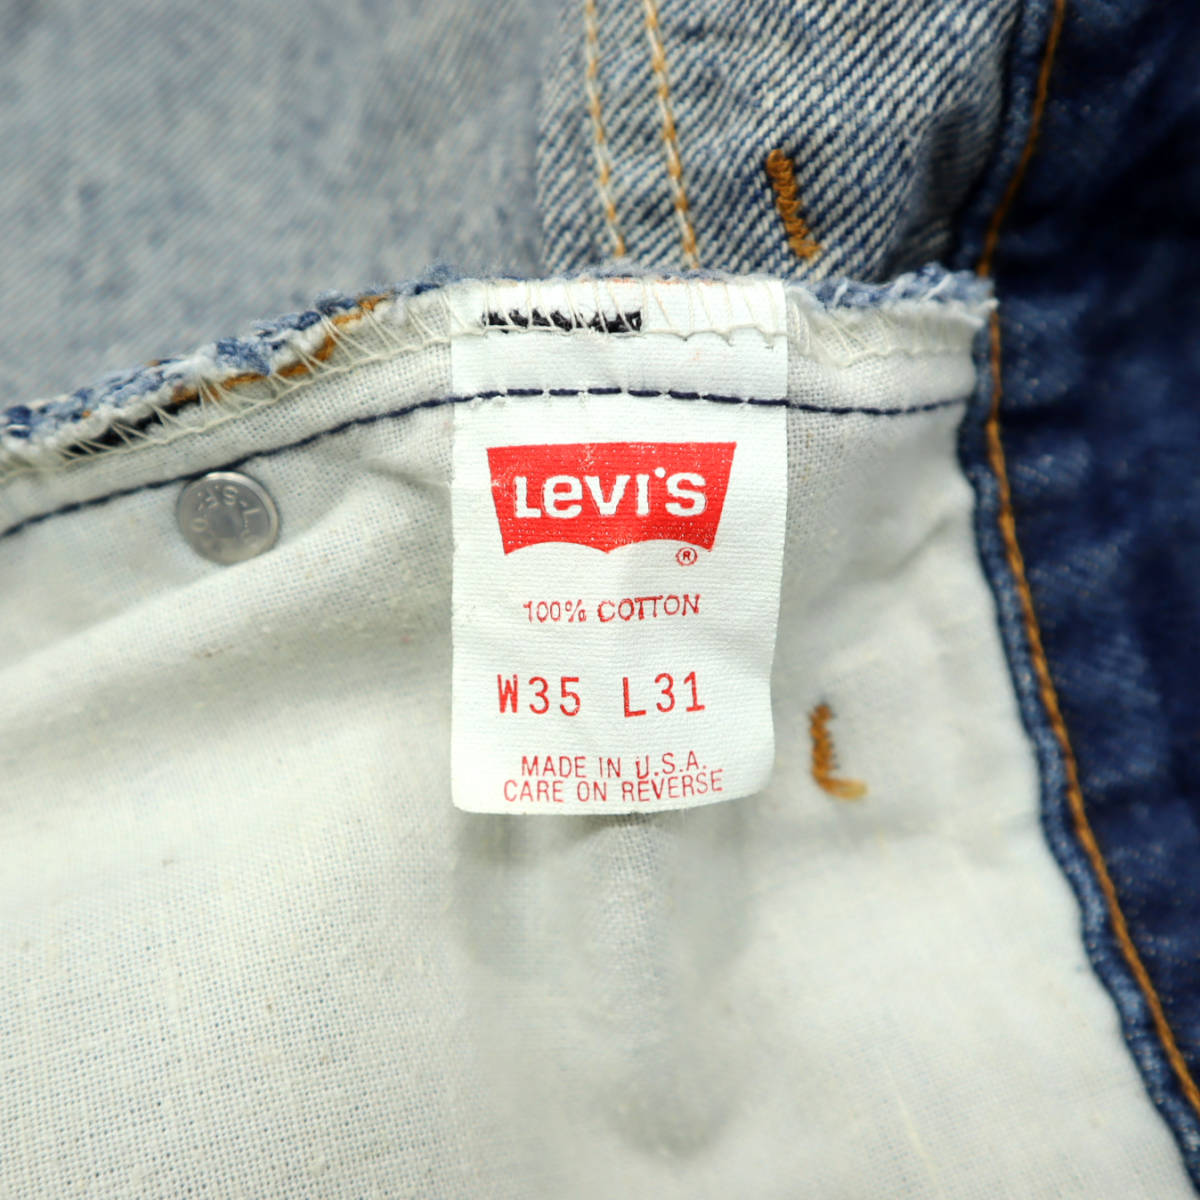 Levi's
®
100% COTTON
W35 L31
MADE IN U.S.A.
CARE ON REVERSE